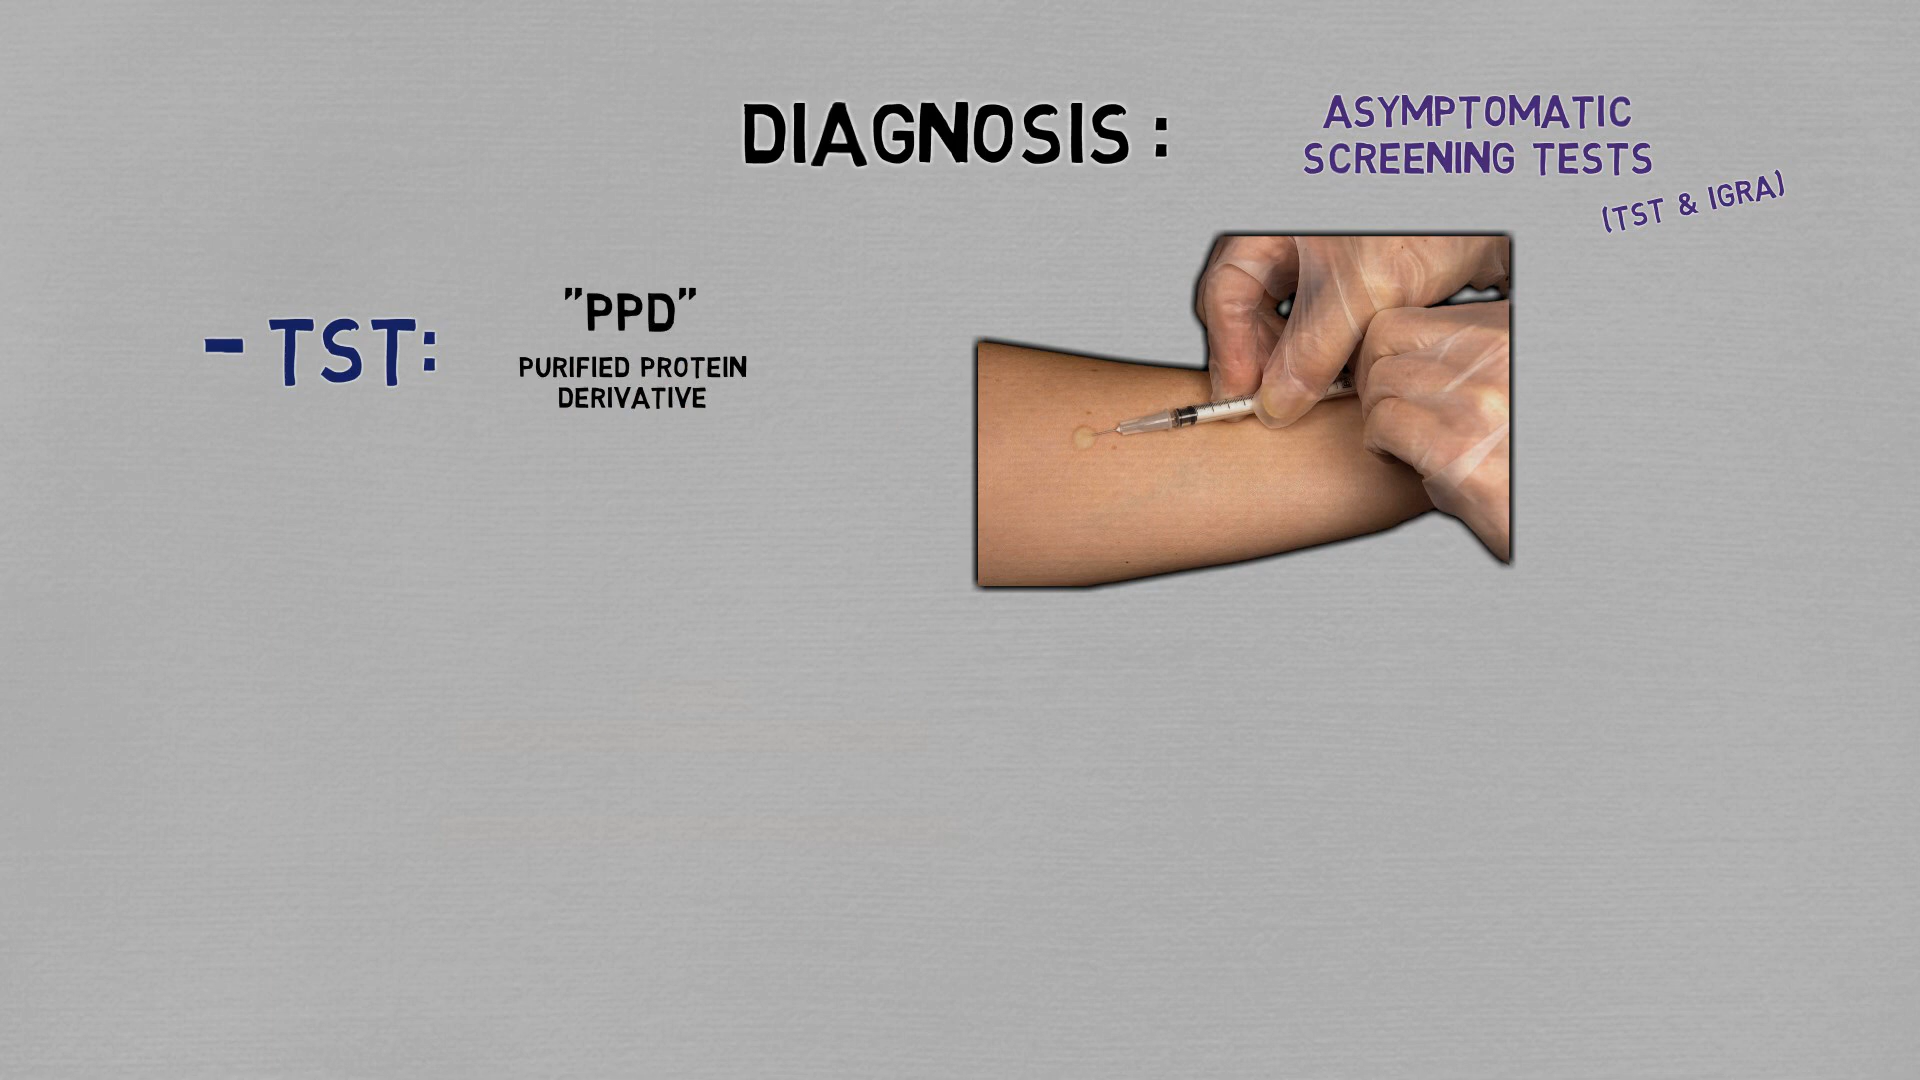 DIAGNOSIS :
ASYMPTOMATIC
SCREENING TESTS
(TST & IGRA)
- TST:
"PPD"
PURIFIED PROTEIN
DERIVATIVE